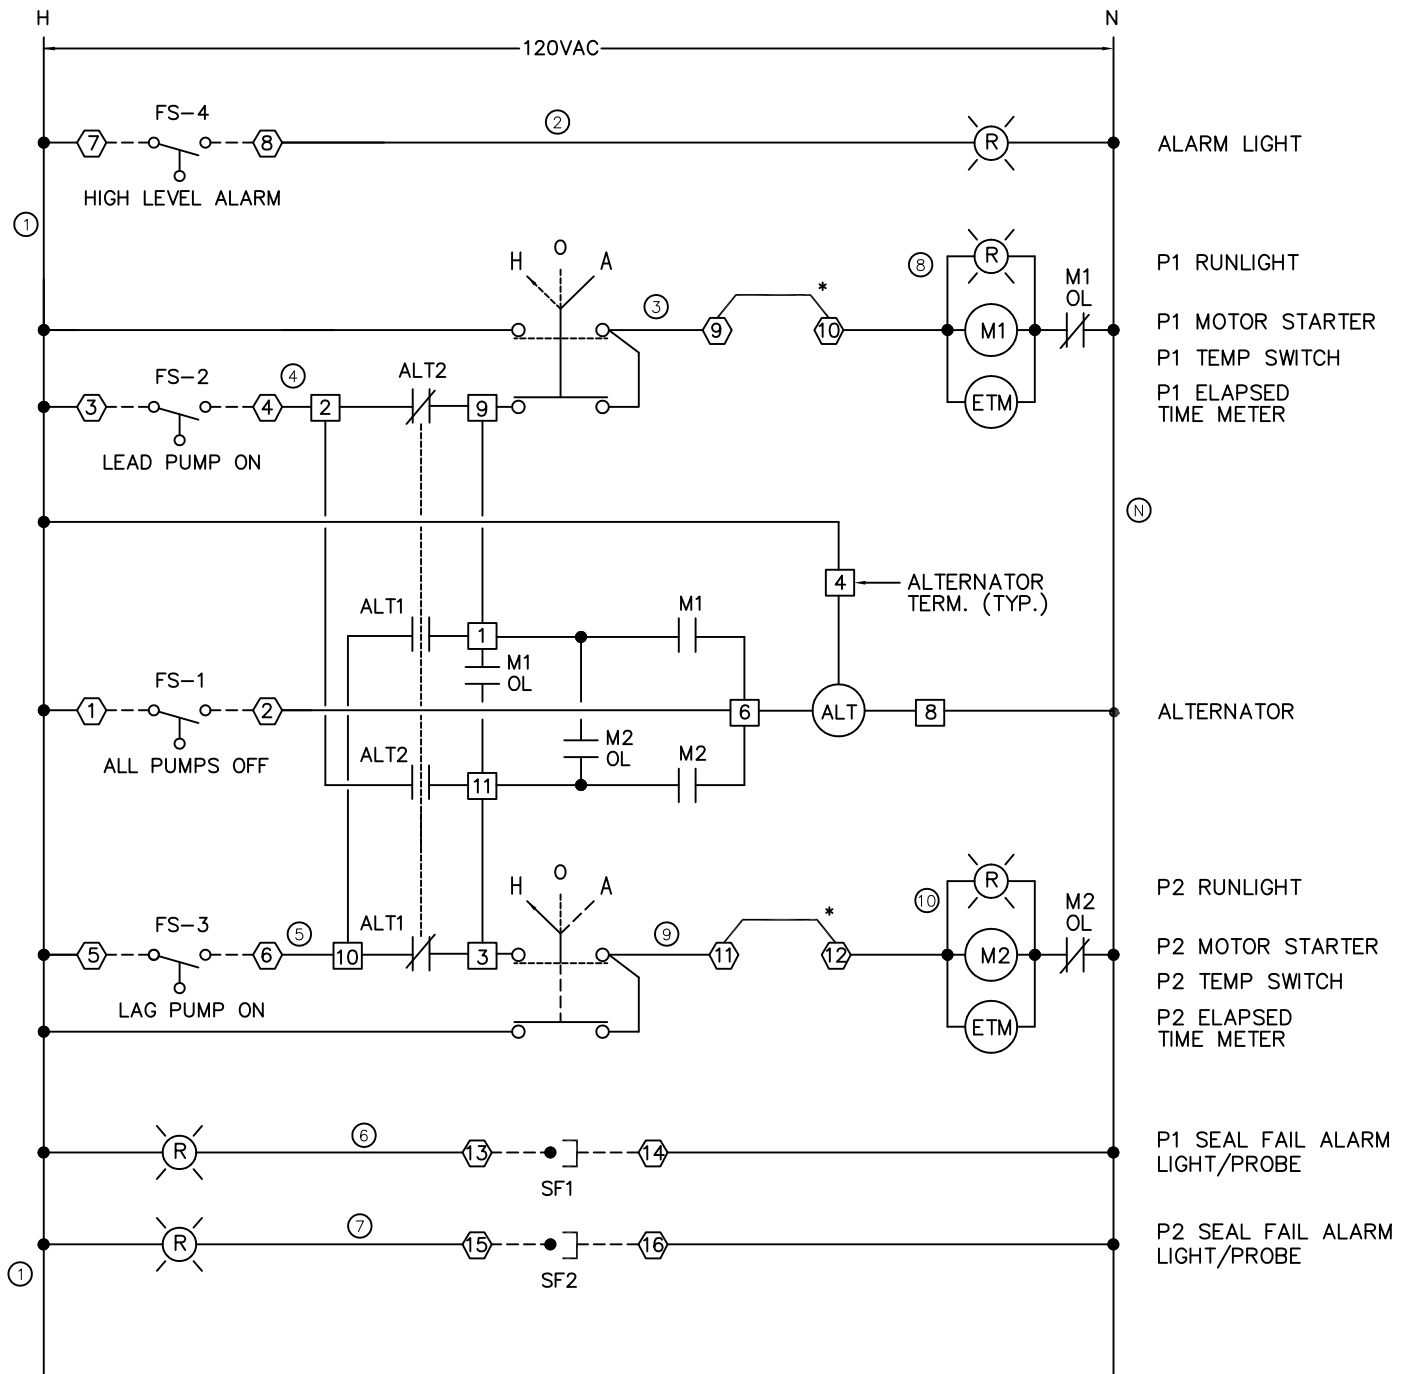 H
N
120VAC
FS-4
2
7
8
R
ALARM LIGHT
HIGH LEVEL ALARM
1
H
O
A
8
R
P1 RUNLIGHT
M1
OL
3
*
9
10
M1
P1 MOTOR STARTER
P1 TEMP SWITCH
FS-2
4
ALT2
3
4
2
9
ETM
P1 ELAPSED
TIME METER
LEAD PUMP ON
N
4
ALTERNATOR
TERM. (TYP.)
ALT1
M1
1
M1
OL
FS-1
1
2
6
ALT
8
ALTERNATOR
M2
OL
ALL PUMPS OFF
ALT2
M2
11
H
O
A
10
R
P2 RUNLIGHT
M2
OL
FS-3
5
ALT1
9
*
5
6
10
3
11
12
M2
P2 MOTOR STARTER
P2 TEMP SWITCH
LAG PUMP ON
ETM
P2 ELAPSED
TIME METER
6
R
13
14
SF1
P1 SEAL FAIL ALARM
LIGHT/PROBE
7
R
15
16
SF2
P2 SEAL FAIL ALARM
LIGHT/PROBE
1